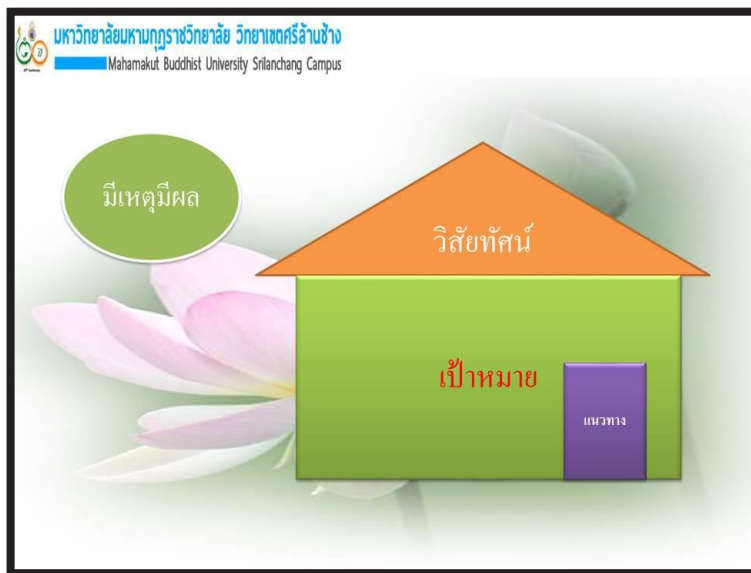 มหาวิทยาลัยมหามกุฏราชวิทยาลัย วิทยาเขตศรีล้านช้าง
Mahamakut Buddhist University Srilanchang Campus
มีเหตุมีผล
วิสัยทัศน์
เป้าหมาย
แนวทาง